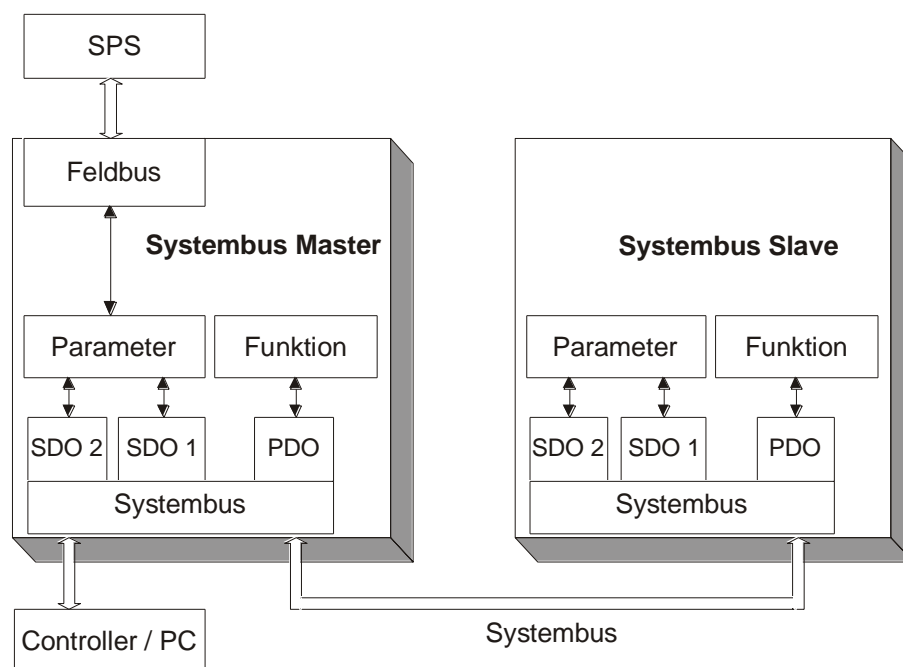 SPS
Feldbus
Systembus Master
Parameter
Funktion
SDO 2
SDO 1
PDO
Systembus
Controller / PC
Systembus Slave
Parameter
Funktion
SDO 2
SDO 1
PDO
Systembus
Systembus